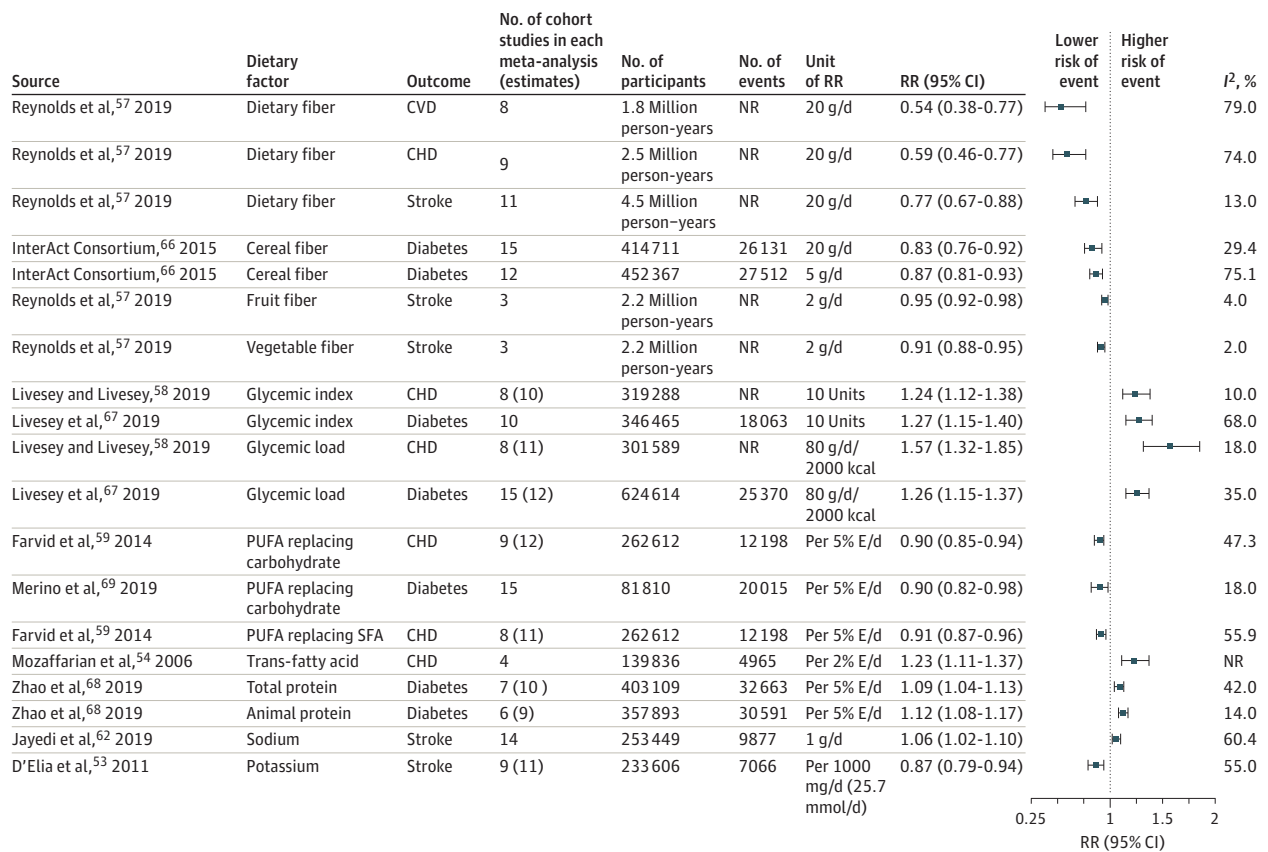 Source Dietary factor Outcome No. of cohort studies in each meta-analysis (estimates) No. of participants No. of events Unit of RR RR (95% CI) Lower risk of event Higher risk of event I², %
Reynolds et al,57 2019 Dietary fiber CVD 8 1.8 Million person-years NR 20 g/d 0.54 (0.38-0.77) 79.0
Reynolds et al,57 2019 Dietary fiber CHD 9 2.5 Million person-years NR 20 g/d 0.59 (0.46-0.77) 74.0
Reynolds et al,57 2019 Dietary fiber Stroke 11 4.5 Million person-years NR 20 g/d 0.77 (0.67-0.88) 13.0
InterAct Consortium,66 2015 Cereal fiber Diabetes 15 414711 26131 20 g/d 0.83 (0.76-0.92) 29.4
InterAct Consortium,66 2015 Cereal fiber Diabetes 12 452367 27512 5 g/d 0.87 (0.81-0.93) 75.1
Reynolds et al,57 2019 Fruit fiber Stroke 3 2.2 Million person-years NR 2 g/d 0.95 (0.92-0.98) 4.0
Reynolds et al,57 2019 Vegetable fiber Stroke 3 2.2 Million person-years NR 2 g/d 0.91 (0.88-0.95) 2.0
Livesey and Livesey,58 2019 Glycemic index CHD 8 (10) 319288 NR 10 Units 1.24 (1.12-1.38) 10.0
Livesey et al,67 2019 Glycemic index Diabetes 10 346465 18063 10 Units 1.27 (1.15-1.40) 68.0
Livesey and Livesey,58 2019 Glycemic load CHD 8 (11) 301589 NR 80 g/d/ 2000 kcal 1.57 (1.32-1.85) 18.0
Livesey et al,67 2019 Glycemic load Diabetes 15 (12) 624614 25370 80 g/d/ 2000 kcal 1.26 (1.15-1.37) 35.0
Farvid et al,59 2014 PUFA replacing carbohydrate CHD 9 (12) 262612 12198 Per 5% E/d 0.90 (0.85-0.94) 47.3
Merino et al,69 2019 PUFA replacing carbohydrate Diabetes 15 81810 20015 Per 5% E/d 0.90 (0.82-0.98) 18.0
Farvid et al,59 2014 PUFA replacing SFA CHD 8 (11) 262612 12198 Per 5% E/d 0.91 (0.87-0.96) 55.9
Mozaffarian et al,54 2006 Trans-fatty acid CHD 4 139836 4965 Per 2% E/d 1.23 (1.11-1.37) NR
Zhao et al,68 2019 Total protein Diabetes 7 (10 ) 403109 32663 Per 5% E/d 1.09 (1.04-1.13) 42.0
Zhao et al,68 2019 Animal protein Diabetes 6 (9) 357893 30591 Per 5% E/d 1.12 (1.08-1.17) 14.0
Jayedi et al,62 2019 Sodium Stroke 14 253449 9877 1 g/d 1.06 (1.02-1.10) 60.4
D'Elia et al,53 2011 Potassium Stroke 9 (11) 233606 7066 Per 1000 mg/d (25.7 mmol/d) 0.87 (0.79-0.94) 55.0
0.25 1 1.5 2
RR (95% CI)